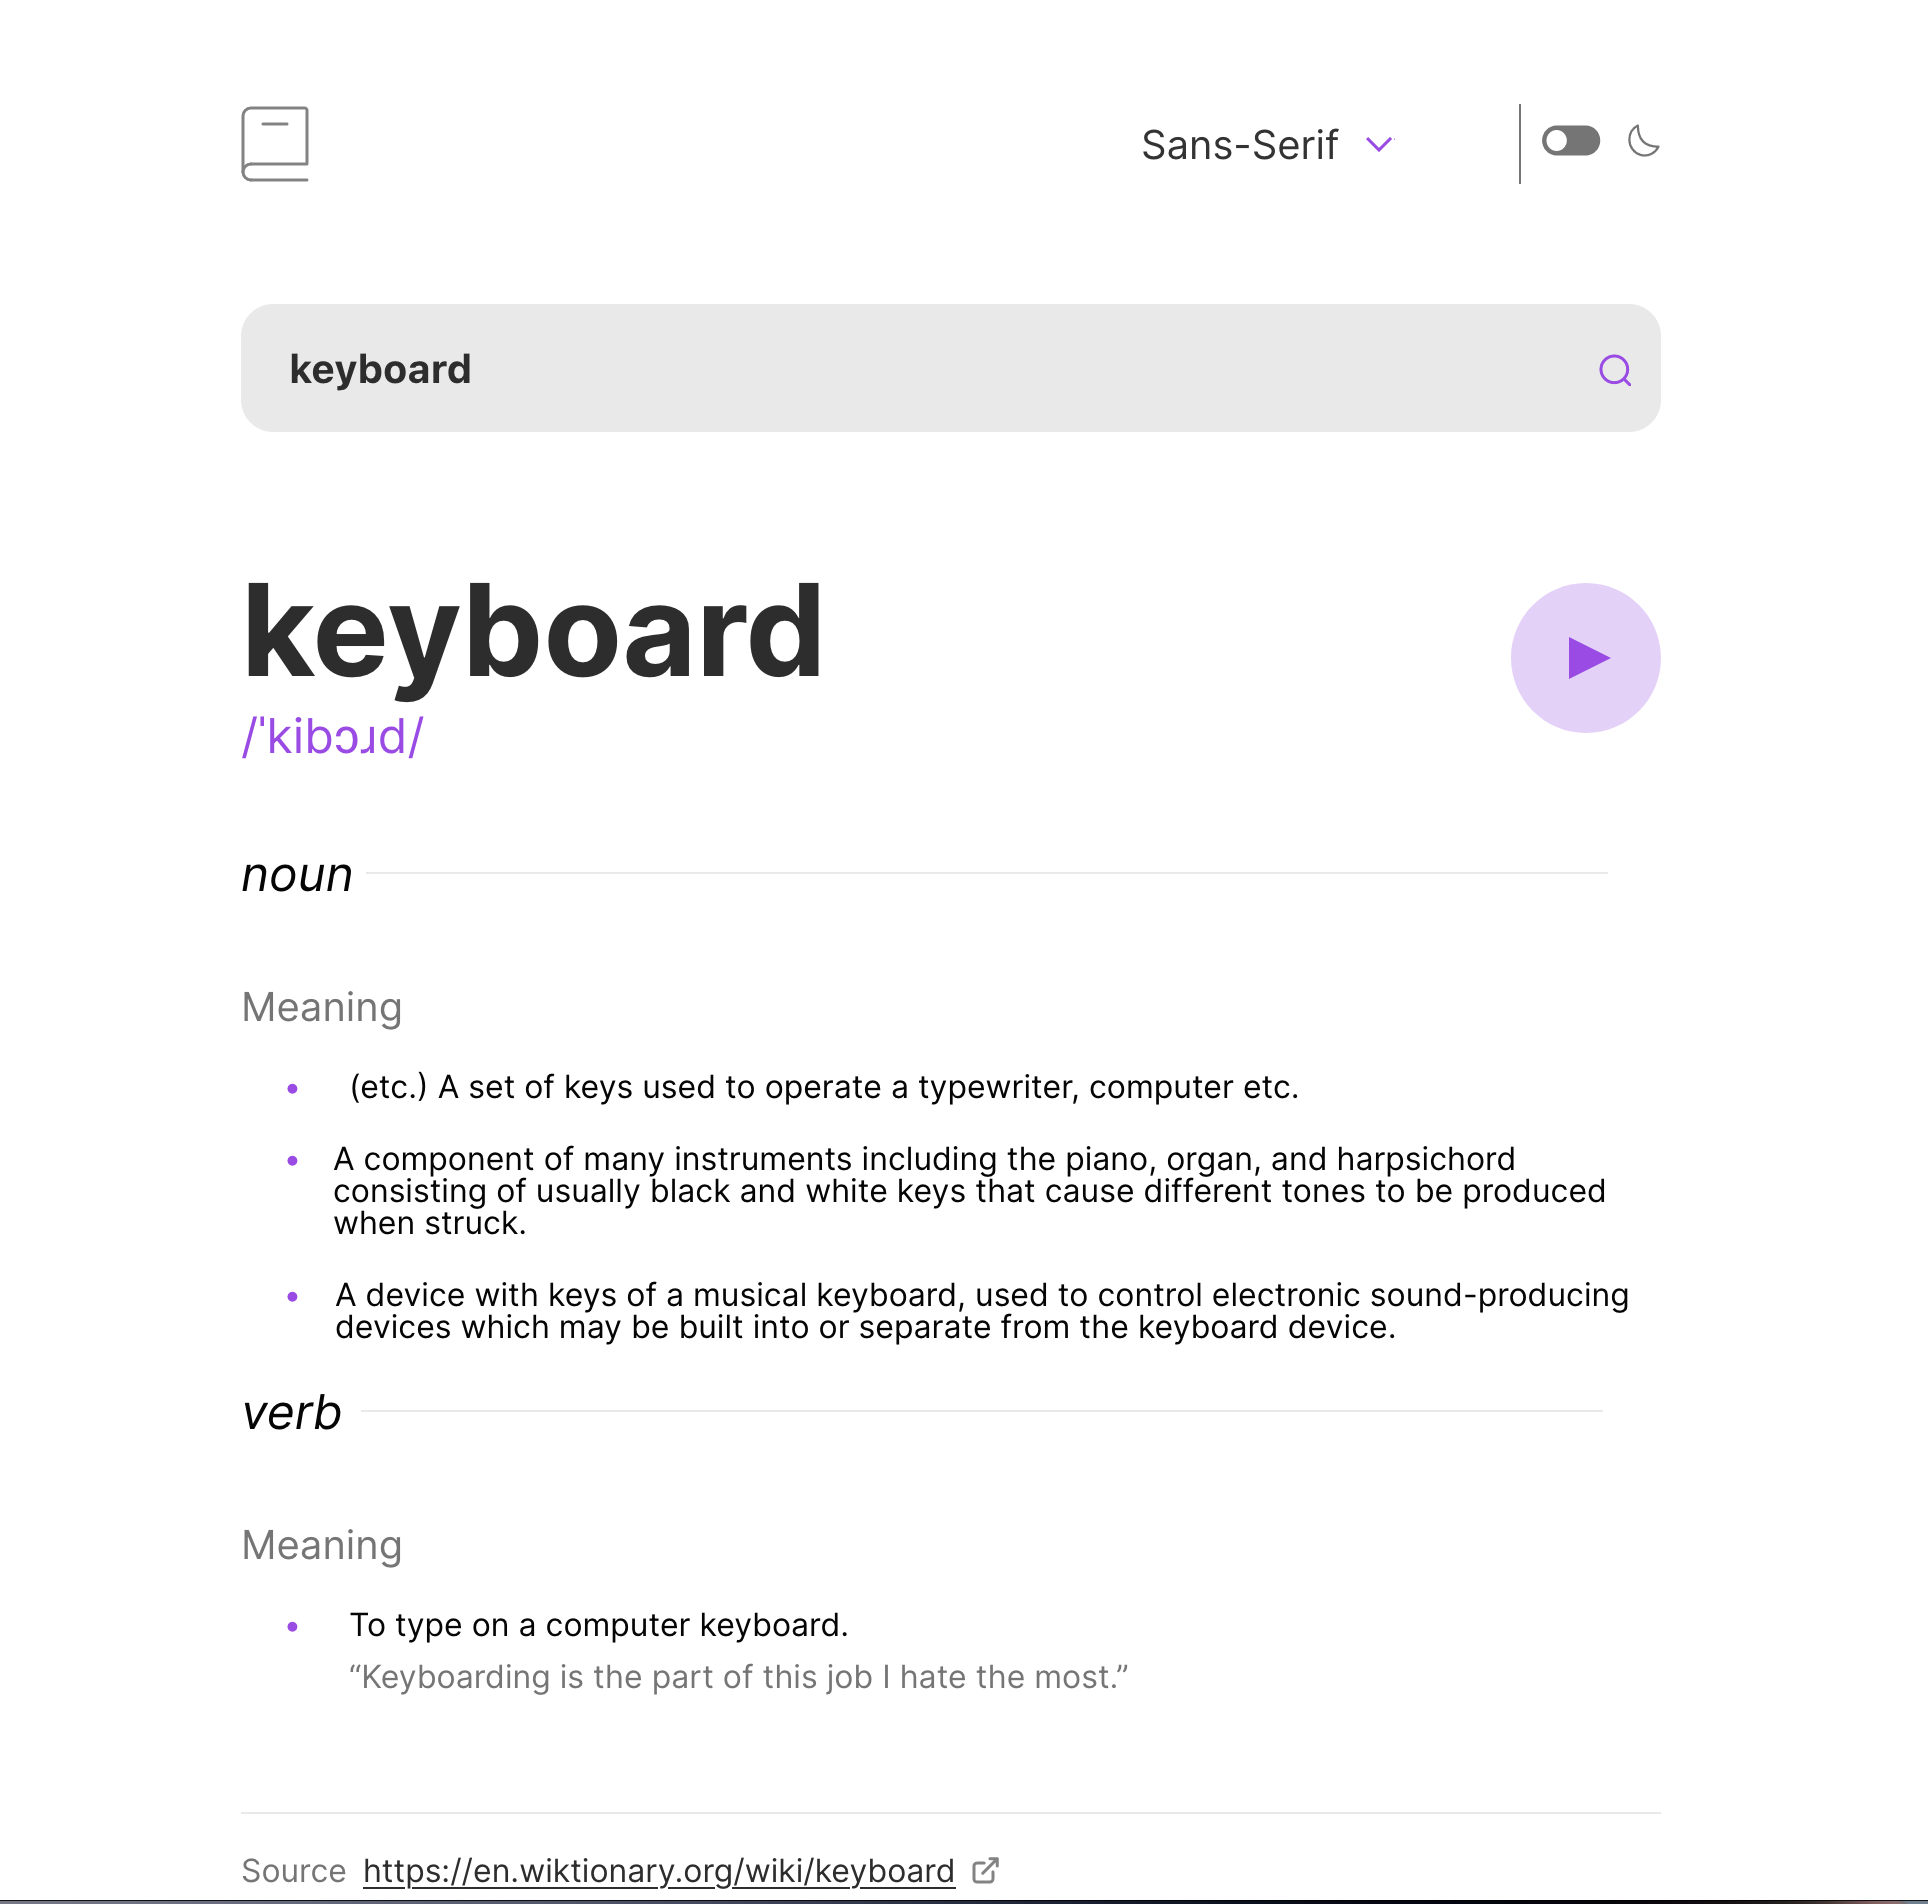 Sans-Serif
keyboard
keyboard
/ˈkibɔɹd/
noun
Meaning
(etc.) A set of keys used to operate a typewriter, computer etc.
A component of many instruments including the piano, organ, and harpsichord
consisting of usually black and white keys that cause different tones to be produced
when struck.
A device with keys of a musical keyboard, used to control electronic sound-producing
devices which may be built into or separate from the keyboard device.
verb
Meaning
To type on a computer keyboard.
“Keyboarding is the part of this job I hate the most.”
Source https://en.wiktionary.org/wiki/keyboard